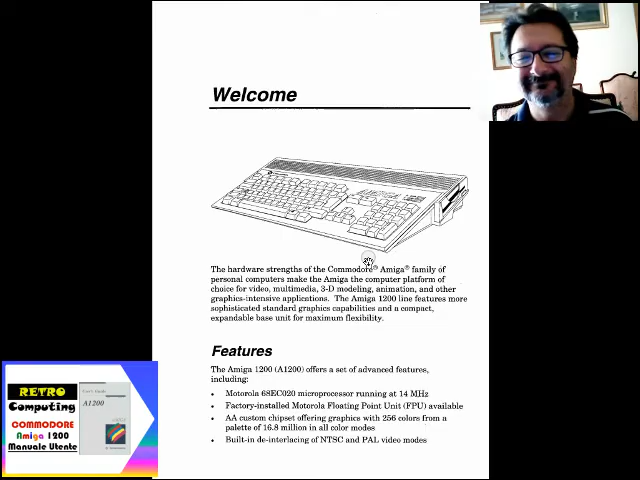 Welcome
The hardware strengths of the Commodore® Amiga® family of
personal computers make the Amiga the computer platform of
choice for video, multimedia, 3-D modeling, animation, and other
graphics-intensive applications. The Amiga 1200 line features more
sophisticated standard graphics capabilities and a compact,
expandable base unit for maximum flexibility.
Features
The Amiga 1200 (A1200) offers a set of advanced features,
including:
• Motorola 68EC020 microprocessor running at 14 MHz
• Factory-installed Motorola Floating Point Unit (FPU) available
• AA custom chipset offering graphics with 256 colors from a
palette of 16.8 million in all color modes
• Built-in de-interlacing of NTSC and PAL video modes
RETRO
Computing
COMMODORE
Amiga 1200
Manuale Utente
User's Guide
A1200